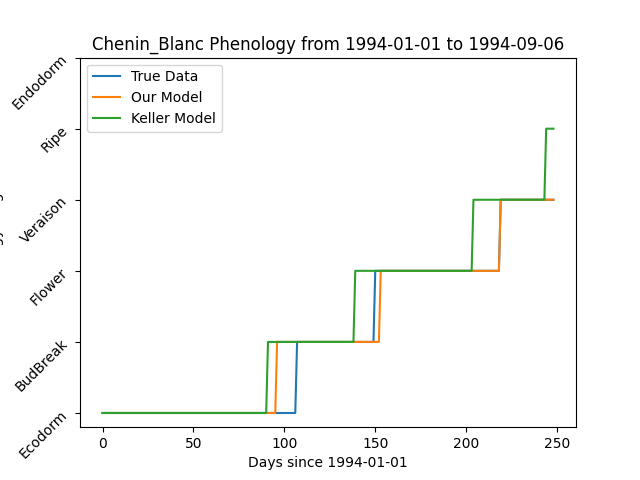 Chenin_Blanc Phenology from 1994-01-01 to 1994-09-06
True Data
Our Model
Keller Model
Endodorm
Ripe
Veraison
Flower
BudBreak
Ecodorm
0 50 100 150 200 250
Days since 1994-01-01